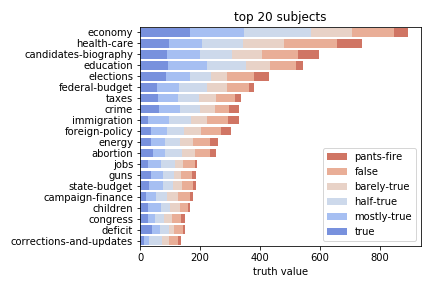 top 20 subjects
economy
health-care
candidates-biography
education
elections
federal-budget
taxes
crime
immigration
foreign-policy
energy
abortion
jobs
guns
state-budget
campaign-finance
children
congress
deficit
corrections-and-updates
pants-fire
false
barely-true
half-true
mostly-true
true
0 200 400 600 800
truth value